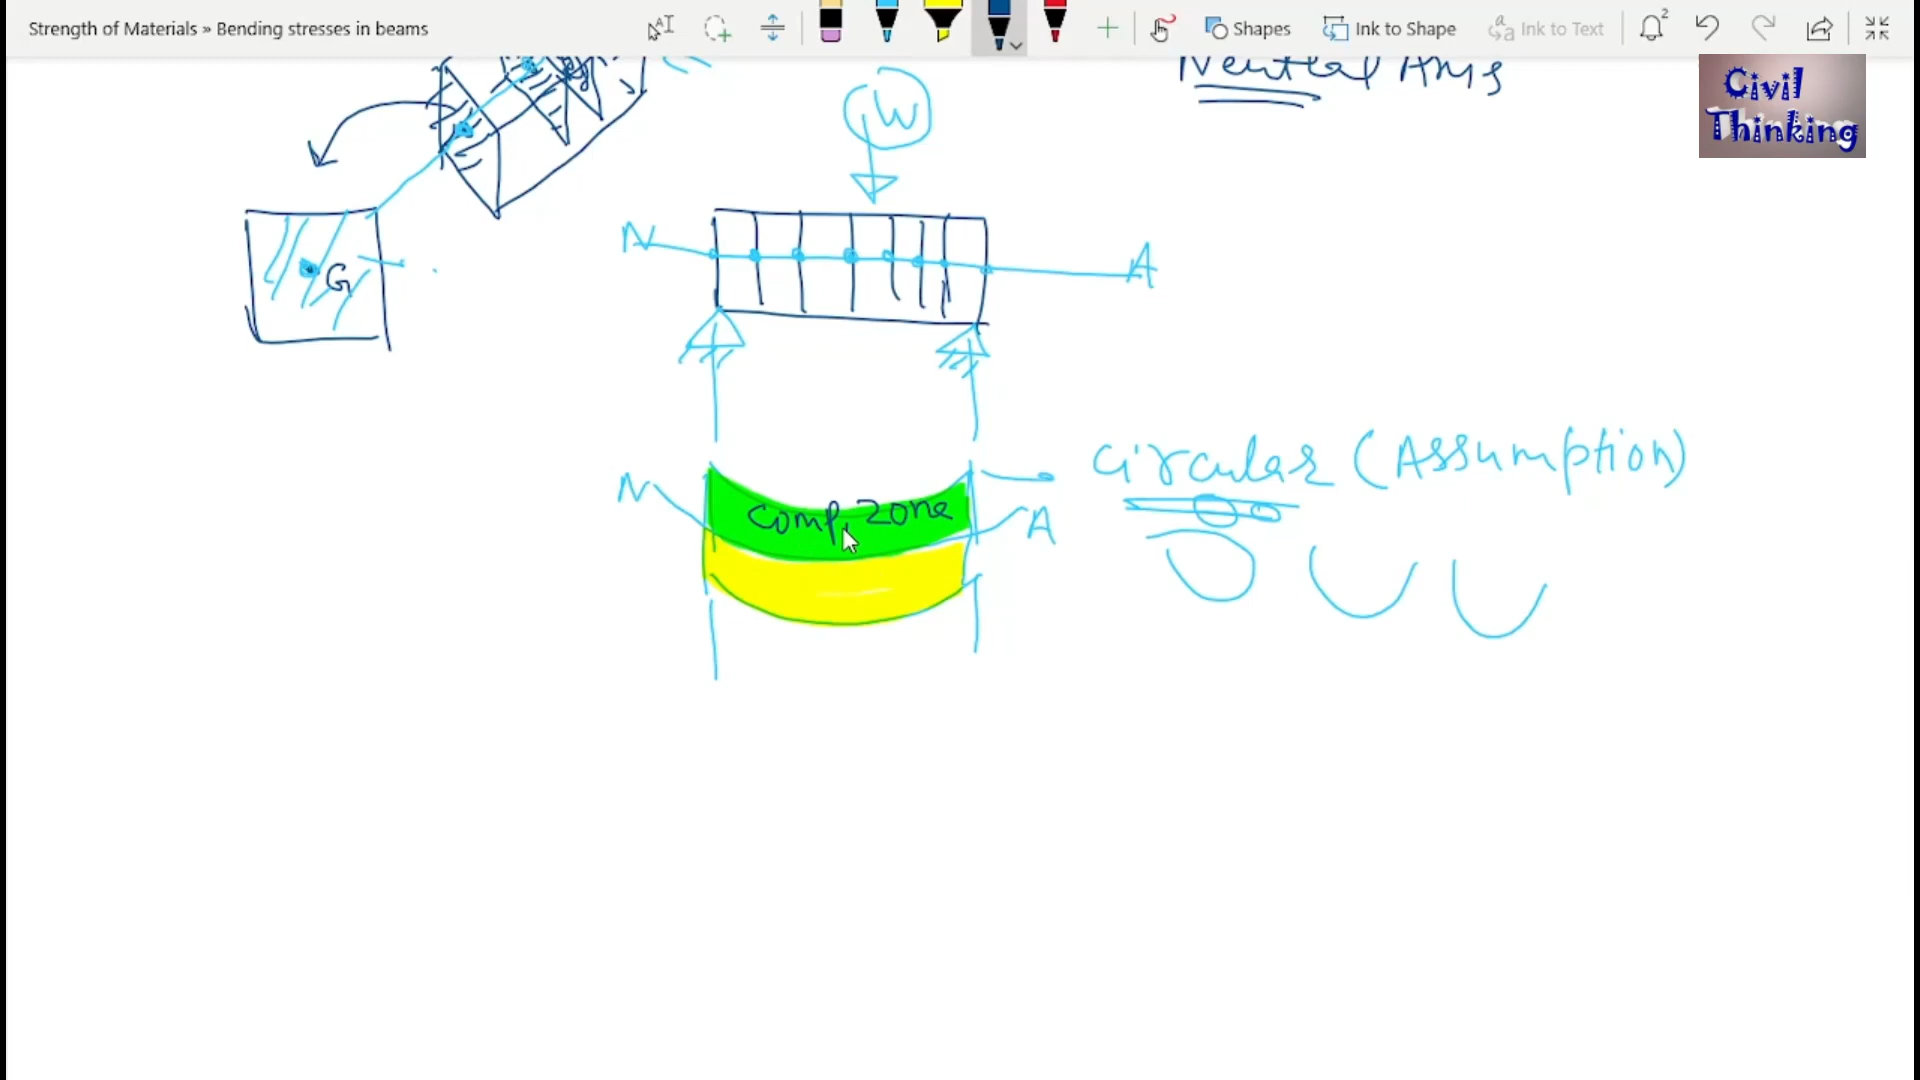 Strength of Materials » Bending stresses in beams
Shapes
Ink to Shape
Ink to Text
2
Neutral Axis
Civil
Thinking
W
N
A
G
Circular (Assumption)
N
Comp. Zone
A